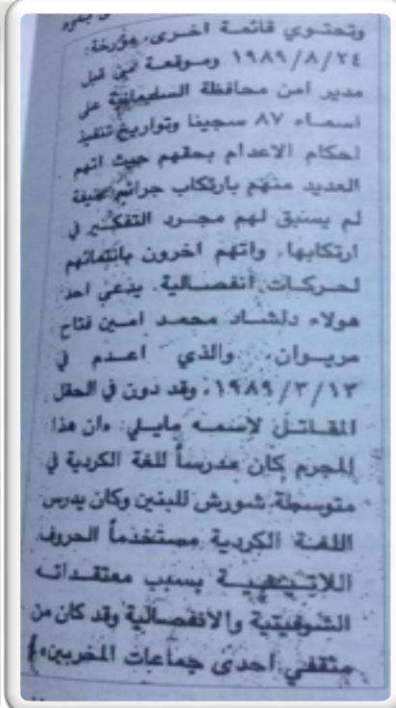 وتحتوي قائمة اخرى، مؤرخة:
١٩٨٩/٨/٢٤ وموقعة من قبل
مدير امن محافظة السليمانية على
اسماء ٨٧ سجينا وتواريخ تنفيذ
احكام الاعدام بحقهم حيث اتهم
العديد منهم بارتكاب جرائم
لم يسبق لهم مجرد التفكير في
ارتكابها. واتهم اخرون بانتمائهم
لحركات انفصالية. يدعى احد
هولاء دلشاد محمد امين فتاح
مريوان، والذي اعدم في
١٩٨٩/٣/١٣، وقد دون في الحقل
المقاتل لاسمه مايلي «ان هذا
المجرم كان مدرساً للغة الكردية في
متوسطة شورش للبنين وكان يدرس
اللغة الكردية مستخدماً الحروف
اللاتينية بسبب معتقداته
الشوفيتية والانفصالية وقد كان من
مثقفي احدى جماعات المخربين»